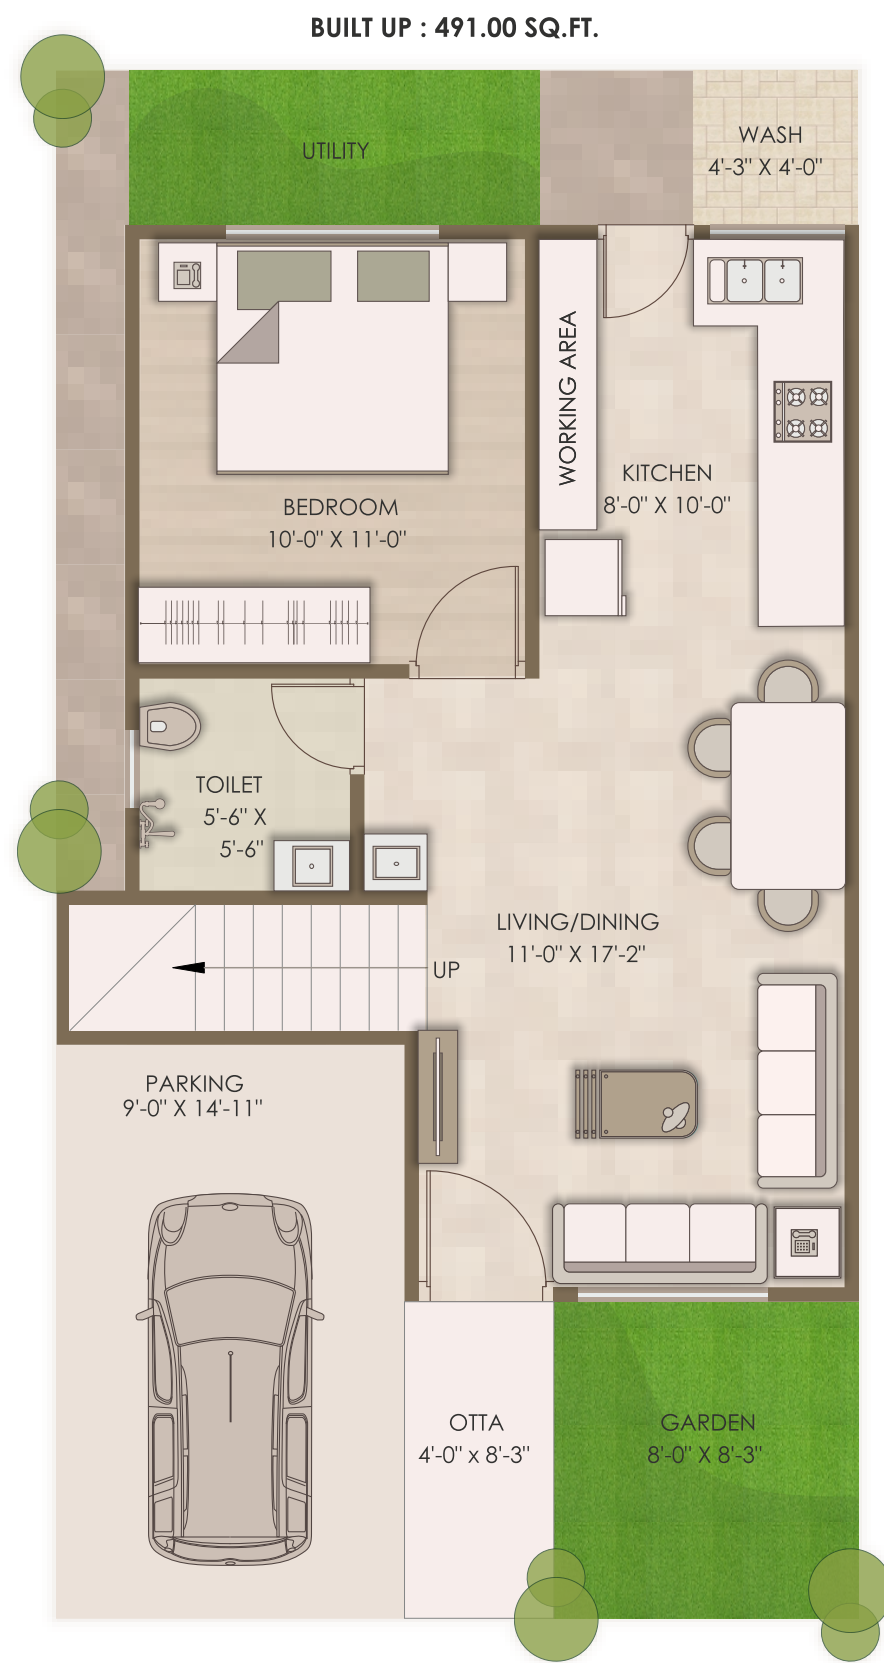 BUILT UP : 491.00 SQ.FT.
UTILITY
WASH
4'-3" X 4'-0"
WORKING AREA
KITCHEN
8'-0" X 10'-0"
BEDROOM
10'-0" X 11'-0"
TOILET
5'-6" X
5'-6"
LIVING/DINING
11'-0" X 17'-2"
UP
PARKING
9'-0" X 14'-11"
OTTA
4'-0" x 8'-3"
GARDEN
8'-0" X 8'-3"